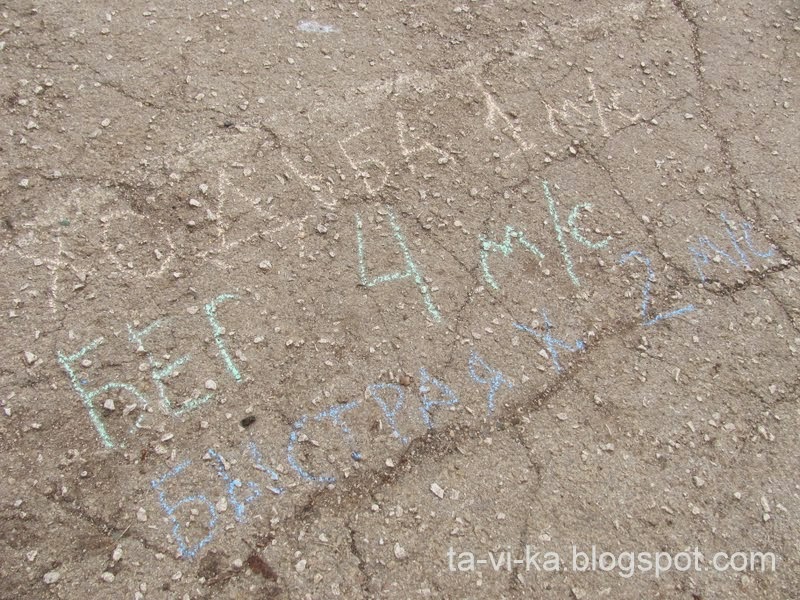 ХОДЬБА 1 м/с
БЕГ 4 м/с
БЫСТРАЯ Х 2 м/с
ta-vi-ka.blogspot.com